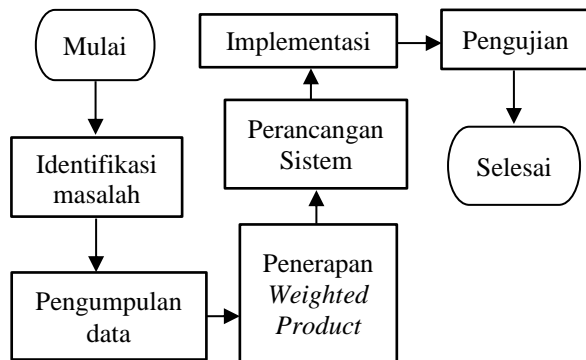 Mulai
Identifikasi
masalah
Pengumpulan
data
Penerapan
Weighted
Product
Perancangan
Sistem
Implementasi
Pengujian
Selesai